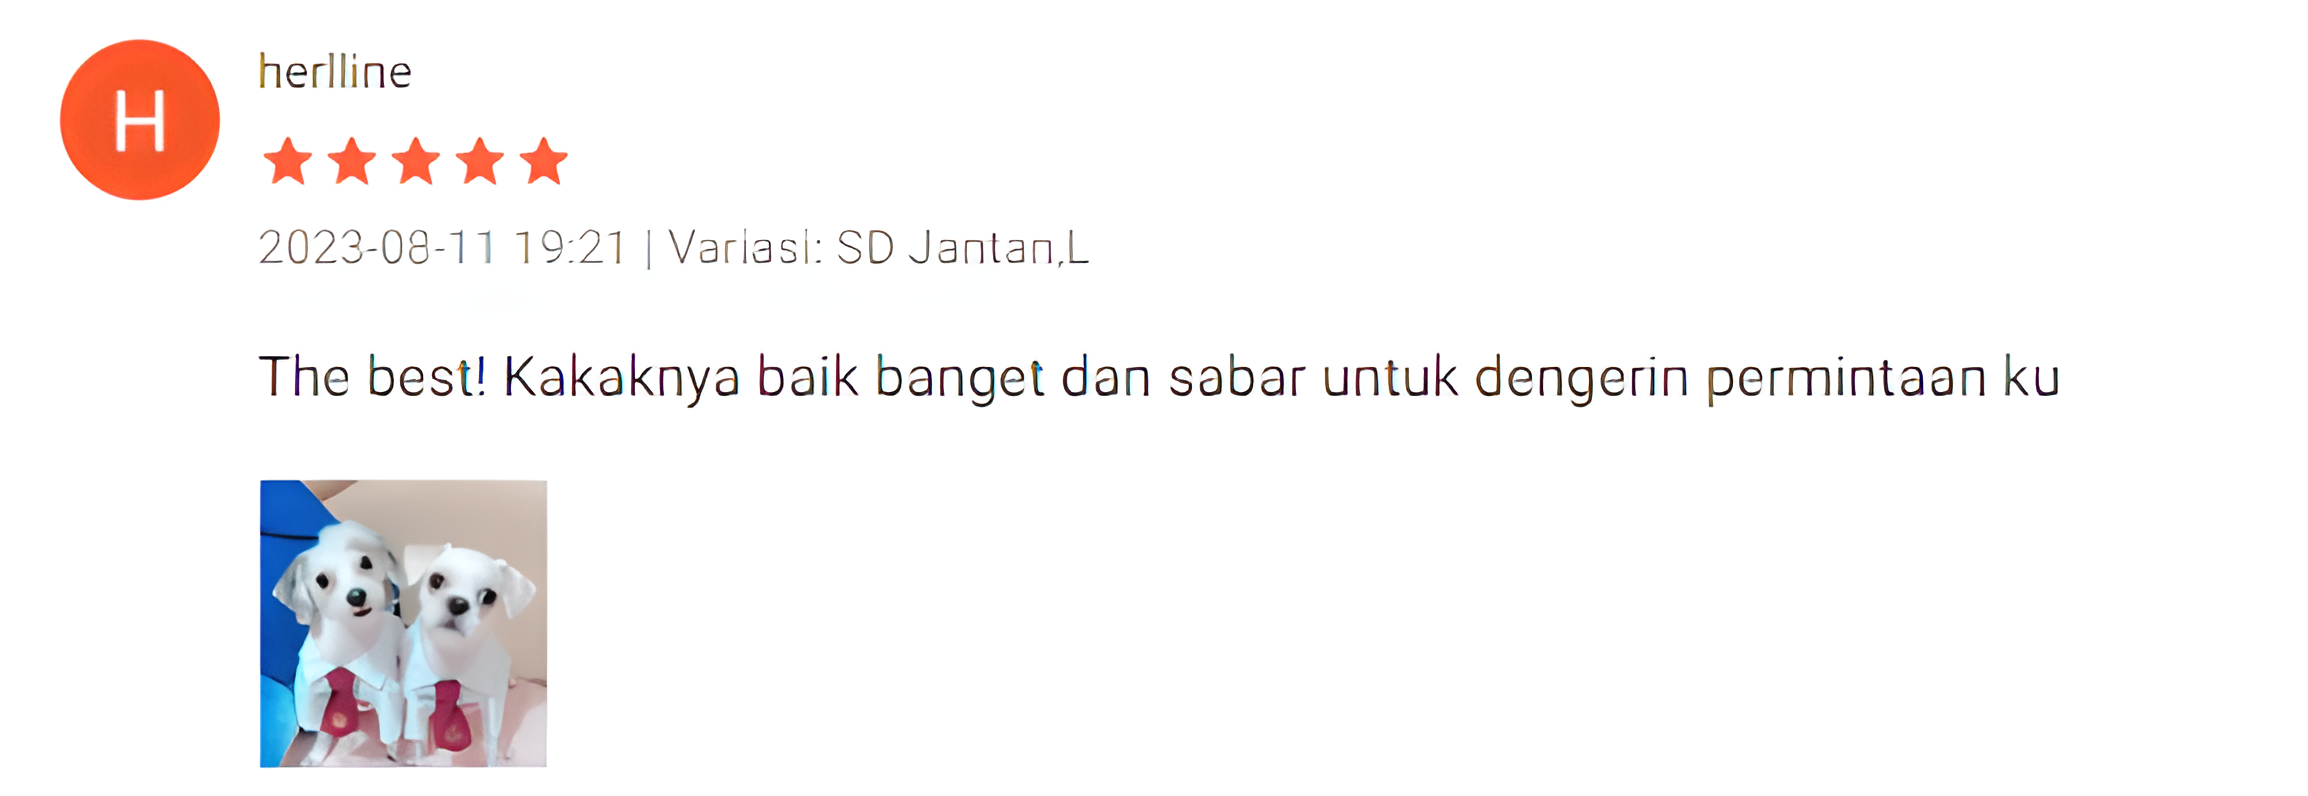 H
herlline
2023-08-11 19:21 | Variasi: SD Jantan,L
The best! Kakaknya baik banget dan sabar untuk dengerin permintaan ku